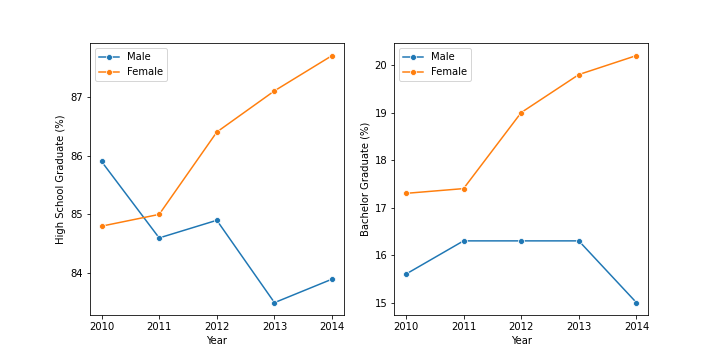 Male
Female
High School Graduate (%)
87
86
85
84
2010 2011 2012 2013 2014
Year
Male
Female
Bachelor Graduate (%)
20
19
18
17
16
15
2010 2011 2012 2013 2014
Year